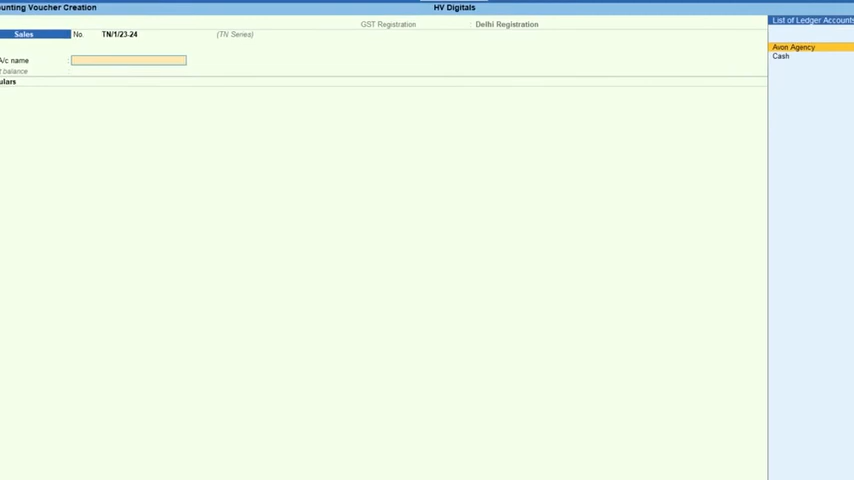 ounting Voucher Creation HV Digitals
GST Registration : Delhi Registration
List of Ledger Accounts
Sales No. TN/1/23-24 (TN Series)
Avon Agency
Cash
A/c name :
t balance :
ulars